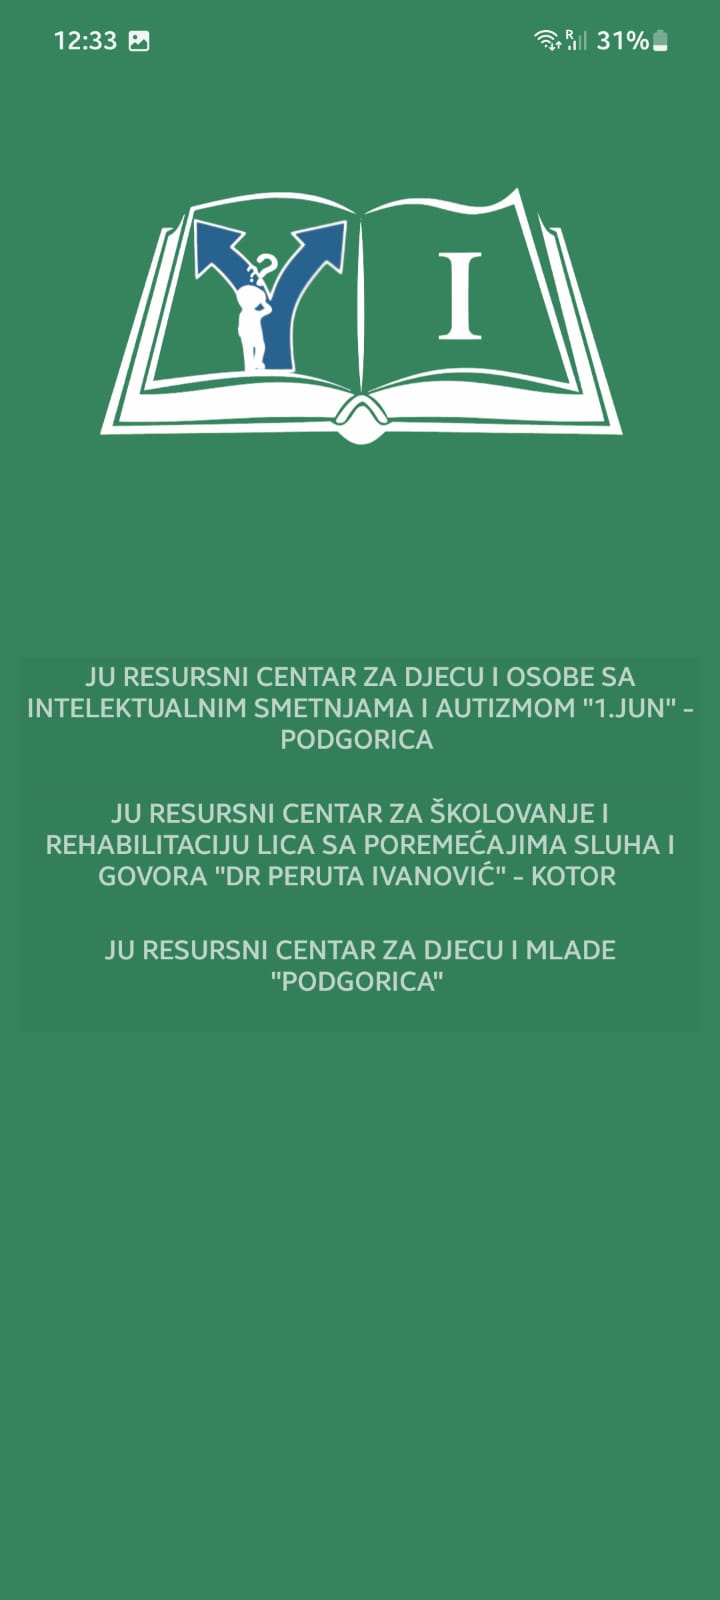 12:33
R
31%
I
JU RESURSNI CENTAR ZA DJECU I OSOBE SA
INTELEKTUALNIM SMETNJAMA I AUTIZMOM "1.JUN" -
PODGORICA
JU RESURSNI CENTAR ZA ŠKOLOVANJE I
REHABILITACIJU LICA SA POREMEĆAJIMA SLUHA I
GOVORA "DR PERUTA IVANOVIĆ" - KOTOR
JU RESURSNI CENTAR ZA DJECU I MLADE
"PODGORICA"